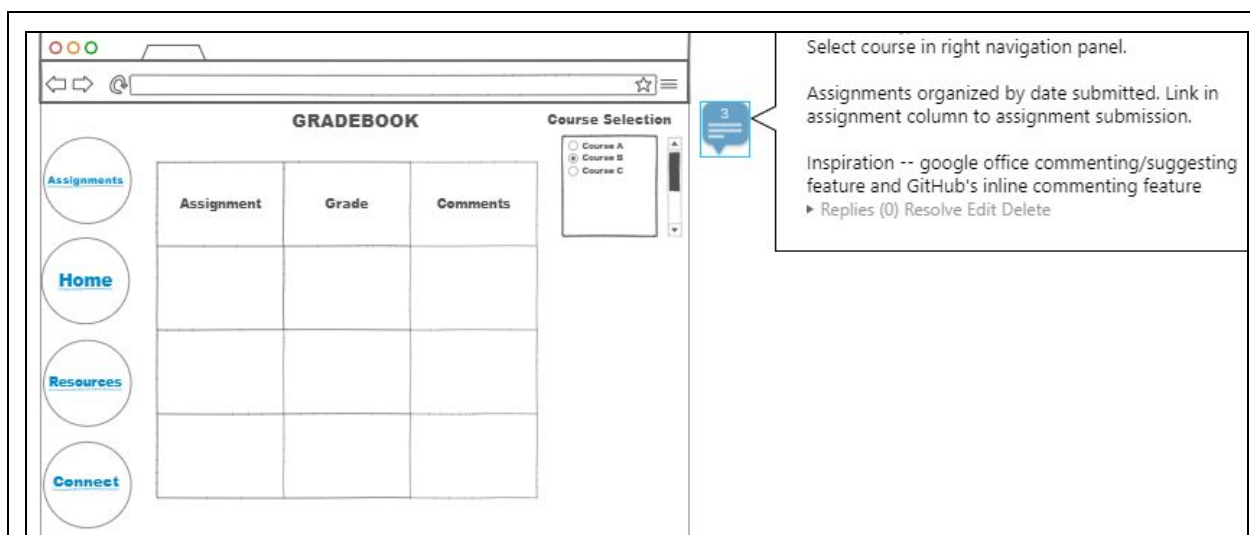 GRADEBOOK
Course Selection
Course A
Course B
Course C
Assignments
Home
Resources
Connect
Assignment Grade Comments
3
Select course in right navigation panel.
Assignments organized by date submitted. Link in
assignment column to assignment submission.
Inspiration -- google office commenting/suggesting
feature and GitHub's inline commenting feature
Replies (0) Resolve Edit Delete